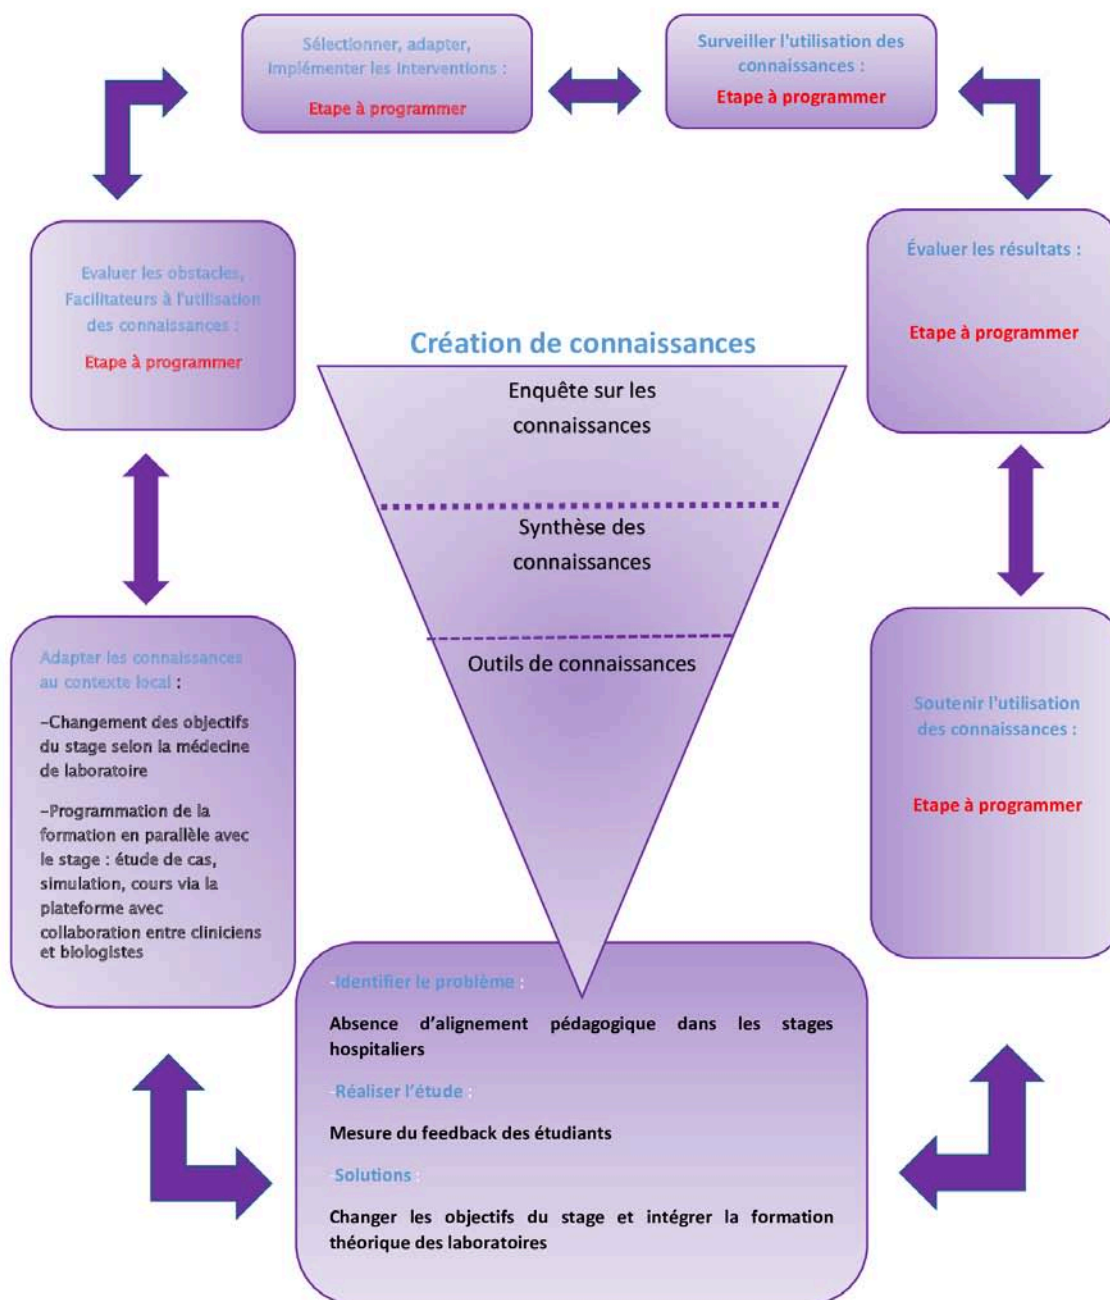 Sélectionner, adapter,
implémenter les interventions :
Etape à programmer
Surveiller l'utilisation des
connaissances :
Etape à programmer
Evaluer les obstacles,
Facilitateurs à l'utilisation
des connaissances :
Etape à programmer
Évaluer les résultats :
Etape à programmer
Création de connaissances
Enquête sur les
connaissances
Synthèse des
connaissances
Outils de connaissances
Adapter les connaissances
au contexte local :
-Changement des objectifs
du stage selon la médecine
de laboratoire
-Programmation de la
formation en parallèle avec
le stage : étude de cas,
simulation, cours via la
plateforme avec
collaboration entre cliniciens
et biologistes
Soutenir l'utilisation
des connaissances :
Etape à programmer
-Identifier le problème :
Absence d'alignement pédagogique dans les stages
hospitaliers
-Réaliser l'étude :
Mesure du feedback des étudiants
-Solutions :
Changer les objectifs du stage et intégrer la formation
théorique des laboratoires